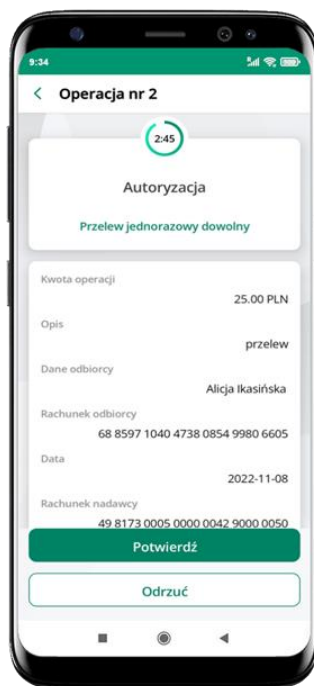 9:34
Operacja nr 2
2:45
Autoryzacja
Przelew jednorazowy dowolny
Kwota operacji
25.00 PLN
Opis
przelew
Dane odbiorcy
Alicja Ikasińska
Rachunek odbiorcy
68 8597 1040 4738 0854 9980 6605
Data
2022-11-08
Rachunek nadawcy
49 8173 0005 0000 0042 9000 0050
Potwierdź
Odrzuć